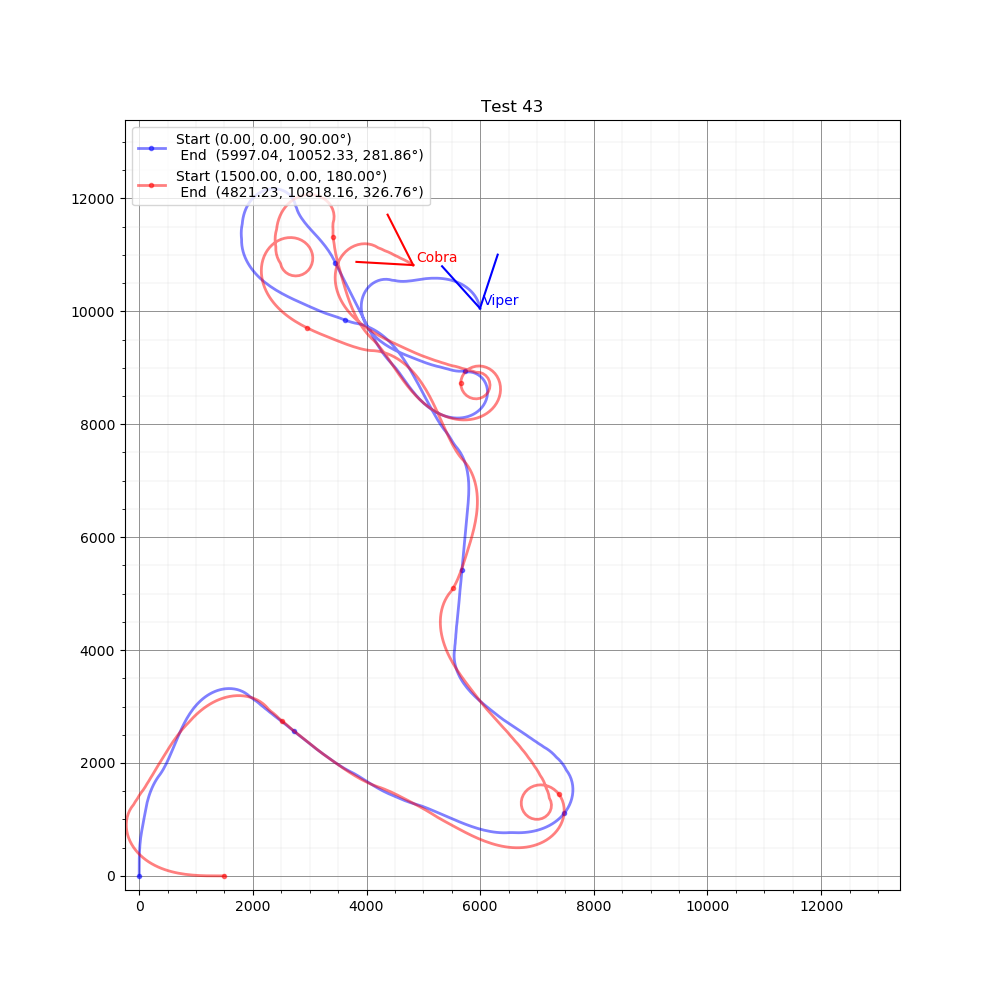 Test 43
Start (0.00, 0.00, 90.00°)
End (5997.04, 10052.33, 281.86°)
Start (1500.00, 0.00, 180.00°)
End (4821.23, 10818.16, 326.76°)
12000
Cobra
Viper
10000
8000
6000
4000
2000
0
0 2000 4000 6000 8000 10000 12000